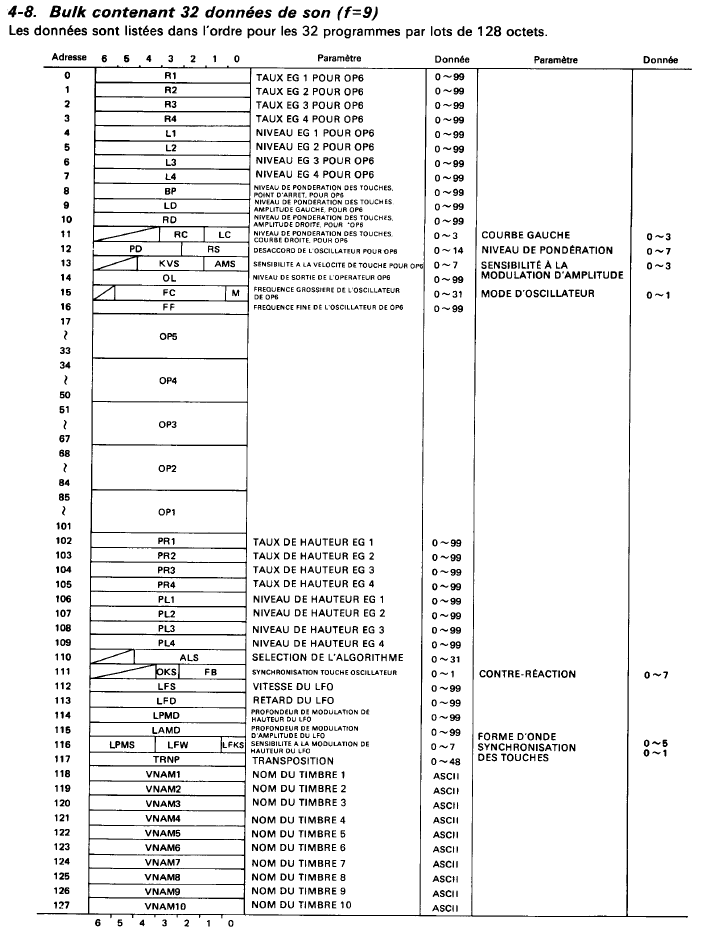 4-8. Bulk contenant 32 données de son (f=9)
Les données sont listées dans l'ordre pour les 32 programmes par lots de 128 octets.
Adresse 6 5 4 3 2 1 0 Paramètre Donnée Paramètre Donnée
0 R1 TAUX EG 1 POUR OP6 0~99
1 R2 TAUX EG 2 POUR OP6 0~99
2 R3 TAUX EG 3 POUR OP6 0~99
3 R4 TAUX EG 4 POUR OP6 0~99
4 L1 NIVEAU EG 1 POUR OP6 0~99
5 L2 NIVEAU EG 2 POUR OP6 0~99
6 L3 NIVEAU EG 3 POUR OP6 0~99
7 L4 NIVEAU EG 4 POUR OP6 0~99
8 BP NIVEAU DE PONDERATION DES TOUCHES, POINT D'ARRET, POUR OP6 0~99
9 LD NIVEAU DE PONDERATION DES TOUCHES, AMPLITUDE GAUCHE, POUR OP6 0~99
10 RD NIVEAU DE PONDERATION DES TOUCHES, AMPLITUDE DROITE, POUR "OP6 0~99
11 RC LC NIVEAU DE PONDERATION DES TOUCHES, COURBE DROITE, POUR OP6 0~3 COURBE GAUCHE 0~3
12 PD RS DESACCORD DE L'OSCILLATEUR POUR OP6 0~14 NIVEAU DE PONDÉRATION 0~7
13 KVS AMS SENSIBILITE A LA VELOCITE DE TOUCHE POUR OP6 0~7 SENSIBILITÉ À LA MODULATION D'AMPLITUDE 0~3
14 OL NIVEAU DE SORTIE DE L'OPERATEUR OP6 0~99
15 FC M FREQUENCE GROSSIERE DE L'OSCILLATEUR DE OP6 0~31 MODE D'OSCILLATEUR 0~1
16 FF FREQUENCE FINE DE L'OSCILLATEUR DE OP6 0~99
17
~ OP5
33
34
~ OP4
50
51
~ OP3
67
68
~ OP2
84
85
~ OP1
101
102 PR1 TAUX DE HAUTEUR EG 1 0~99
103 PR2 TAUX DE HAUTEUR EG 2 0~99
104 PR3 TAUX DE HAUTEUR EG 3 0~99
105 PR4 TAUX DE HAUTEUR EG 4 0~99
106 PL1 NIVEAU DE HAUTEUR EG 1 0~99
107 PL2 NIVEAU DE HAUTEUR EG 2 0~99
108 PL3 NIVEAU DE HAUTEUR EG 3 0~99
109 PL4 NIVEAU DE HAUTEUR EG 4 0~99
110 ALS SELECTION DE L'ALGORITHME 0~31
111 OKS FB SYNCHRONISATION TOUCHE OSCILLATEUR 0~1 CONTRE-RÉACTION 0~7
112 LFS VITESSE DU LFO 0~99
113 LFD RETARD DU LFO 0~99
114 LPMD PROFONDEUR DE MODULATION DE HAUTEUR DU LFO 0~99
115 LAMD PROFONDEUR DE MODULATION D'AMPLITUDE DU LFO 0~99
116 LPMS LFW LFKS SENSIBILITE A LA MODULATION DE HAUTEUR DU LFO 0~7 FORME D'ONDE 0~5 SYNCHRONISATION DES TOUCHES 0~1
117 TRNP TRANSPOSITION 0~48
118 VNAM1 NOM DU TIMBRE 1 ASCII
119 VNAM2 NOM DU TIMBRE 2 ASCII
120 VNAM3 NOM DU TIMBRE 3 ASCII
121 VNAM4 NOM DU TIMBRE 4 ASCII
122 VNAM5 NOM DU TIMBRE 5 ASCII
123 VNAM6 NOM DU TIMBRE 6 ASCII
124 VNAM7 NOM DU TIMBRE 7 ASCII
125 VNAM8 NOM DU TIMBRE 8 ASCII
126 VNAM9 NOM DU TIMBRE 9 ASCII
127 VNAM10 NOM DU TIMBRE 10 ASCII
6 5 4 3 2 1 0